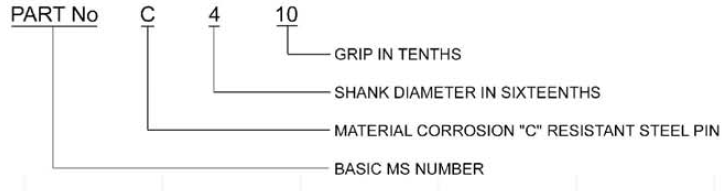 PART No C 4 10
GRIP IN TENTHS
SHANK DIAMETER IN SIXTEENTHS
MATERIAL CORROSION "C" RESISTANT STEEL PIN
BASIC MS NUMBER